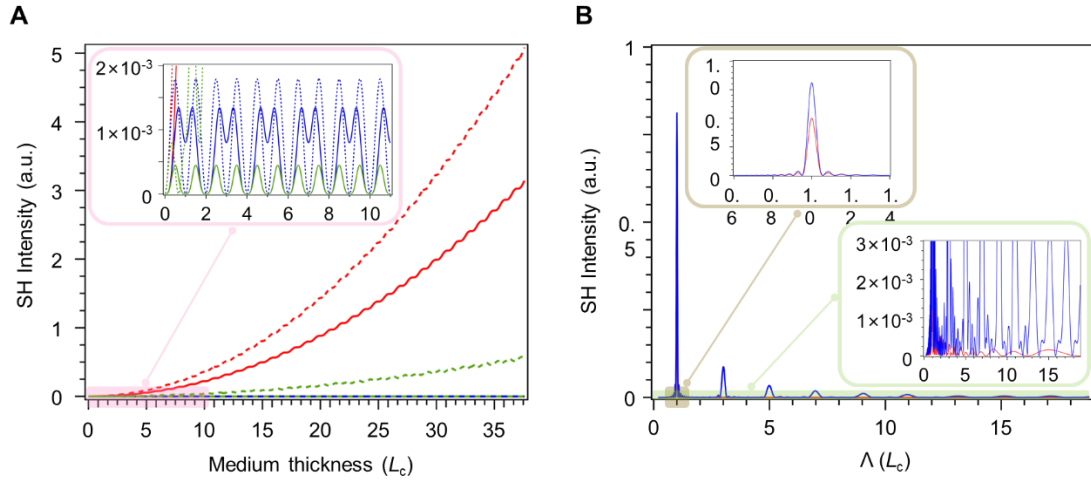 A
B
SH Intensity (a.u.)
5
4
3
2
1
0
2×10⁻³
1×10⁻³
0
0 2 4 6 8 10
0 5 10 15 20 25 30 35
Medium thickness (Lc)
SH Intensity (a.u.)
1
0.
5
0
1.
0
0.
5
0
0. 0. 1. 1. 1.
6 8 0 2 4
3×10⁻³
2×10⁻³
1×10⁻³
0
0 5 10 15
0 5 10 15
Λ (Lc)